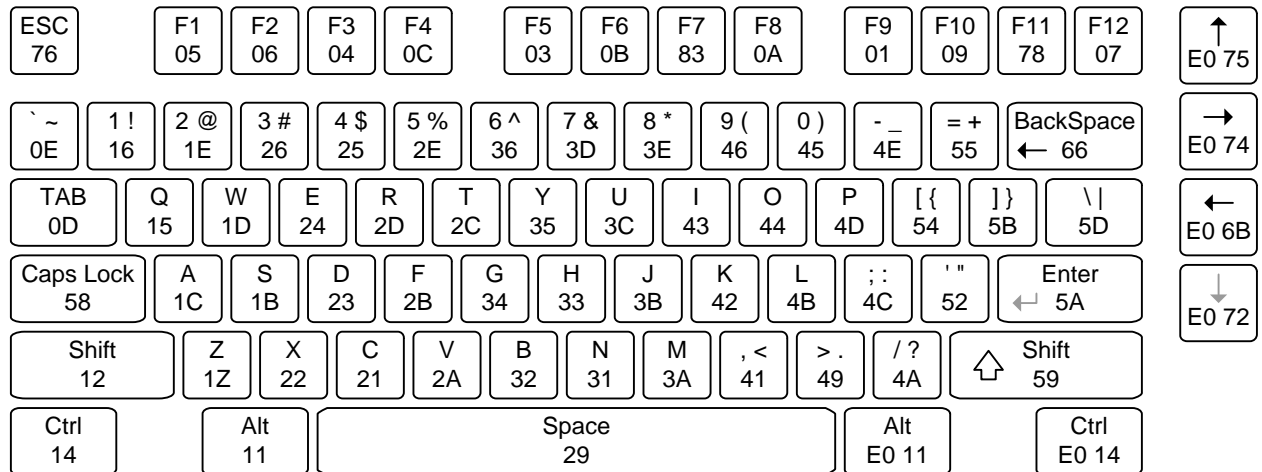 ESC F1 F2 F3 F4 F5 F6 F7 F8 F9 F10 F11 F12 ↑
76 05 06 04 0C 03 0B 83 0A 01 09 78 07 E0 75
` ~ 1 ! 2 @ 3 # 4 $ 5 % 6 ^ 7 & 8 * 9 ( 0 ) - _ = + BackSpace →
0E 16 1E 26 25 2E 36 3D 3E 46 45 4E 55 ← 66 E0 74
TAB Q W E R T Y U I O P [ { ] } \ | ←
0D 15 1D 24 2D 2C 35 3C 43 44 4D 54 5B 5D E0 6B
Caps Lock A S D F G H J K L ; : ' " Enter ↓
58 1C 1B 23 2B 34 33 3B 42 4B 4C 52 ↵ 5A E0 72
Shift Z X C V B N M , < > . / ? Shift
12 1Z 22 21 2A 32 31 3A 41 49 4A ⇧ 59
Ctrl Alt Space Alt Ctrl
14 11 29 E0 11 E0 14